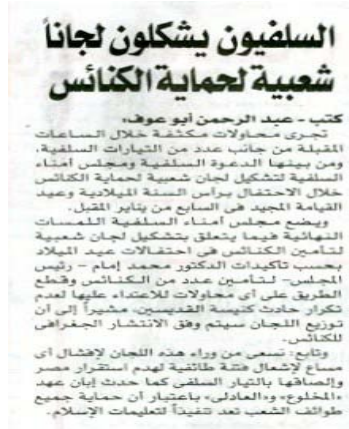 السلفيون يشكلون لجاناً
شعبية لحماية الكنائس
كتب - عبد الرحمن أبو عوف:
تجرى محاولات مكثفة خلال الساعات
المقبلة من جانب عدد من التيارات السلفية،
ومن بينها الدعوة السلفية ومجلس أمناء
السلفية لتشكيل لجان شعبية لحماية الكنائس
خلال الاحتفال برأس السنة الميلادية وعيد
القيامة المجيد فى السابع من يناير المقبل.
ويضع مجلس أمناء السلفية اللمسات
النهائية فيما يتعلق بتشكيل لجان شعبية
لتأمين الكنائس فى احتفالات عيد الميلاد
بحسب تأكيدات الدكتور محمد إمام - رئيس
المجلس- لتأمين عدد من الكنائس وقطع
الطريق على أى محاولات للاعتداء عليها لعدم
تكرار حادث كنيسة القديسين، مشيراً إلى أن
توزيع اللجان سيتم وفق الانتشار الجغرافى
للكنائس.
وتابع: نسعى من وراء هذه اللجان لإفشال أى
مساع لإشعال فتنة طائفية لهدم استقرار مصر
وإلصاقها بالتيار السلفى كما حدث إبان عهد
«المخلوع» و«العادلى» باعتبار أن حماية جميع
طوائف الشعب تعد تنفيذاً لتعليمات الإسلام.